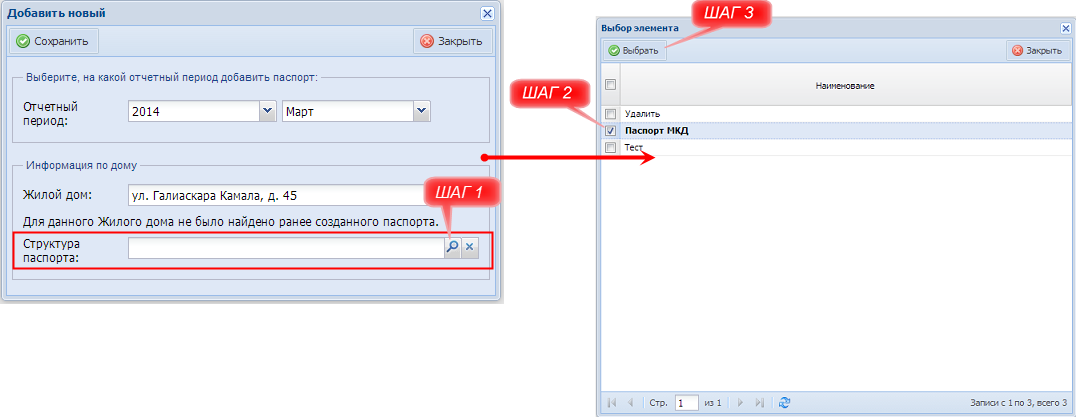 Добавить новый
Сохранить
Закрыть
Выберите, на какой отчетный период добавить паспорт:
Отчетный период:
2014
Март
Информация по дому
Жилой дом:
ул. Галиаскара Камала, д. 45
ШАГ 1
Для данного Жилого дома не было найдено ранее созданного паспорта.
Структура паспорта:
ШАГ 3
Выбор элемента
Выбрать
Закрыть
Наименование
ШАГ 2
Удалить
Паспорт МКД
Тест
Стр. 1 из 1
Записи с 1 по 3, всего 3